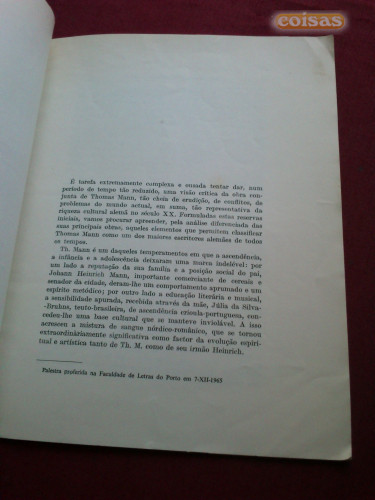 coisas
É tarefa extremamente complexa e ousada tentar dar, num
período de tempo tão reduzido, uma visão crítica da obra con-
junta de Thomas Mann, tão cheia de erudição, de conflitos, de
problemas do mundo actual, em suma, tão representativa da
riqueza cultural alemã no século XX. Formuladas estas reservas
iniciais, vamos procurar apreender, pela análise diferenciada das
suas principais obras, aqueles elementos que permitem classificar
Thomas Mann como um dos maiores escritores alemães de todos
os tempos.
Th. Mann é um daqueles temperamentos em que a ascendência,
a infância e a adolescência deixaram uma marca indelével: por
um lado a reputação da sua família e a posição social do pai,
Johann Heinrich Mann, importante comerciante de cereais e
senador da cidade, deram-lhe um comportamento aprumado e um
espírito metódico; por outro lado a educação literária e musical,
a sensibilidade apurada, recebida através da mãe, Júlia da Silva-
-Bruhns, teuto-brasileira, de ascendência crioula-portuguesa, con-
cedeu-lhe uma base cultural que se manteve inviolável. A isso
acresceu a mistura de sangue nórdico-românico, que se tornou
extraordinàriamente significativa como factor da evolução espiri-
tual e artística tanto de Th. M. como de seu irmão Heinrich.
Palestra proferida na Faculdade de Letras do Porto em 7-XII-1965